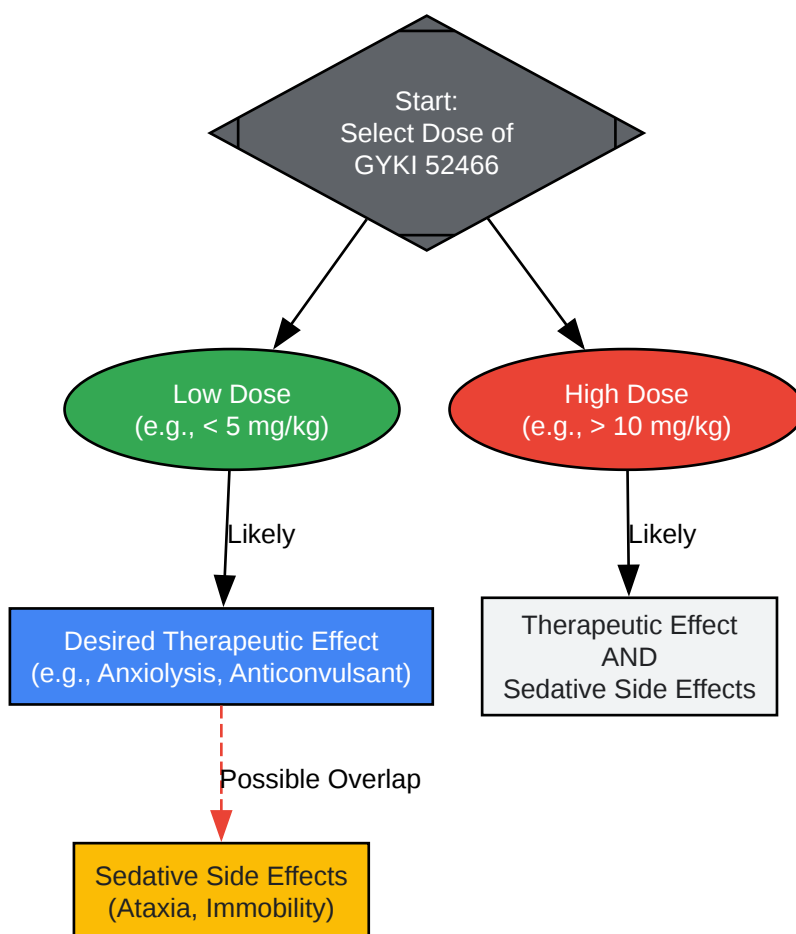 Start:
Select Dose of
GYKI 52466
Low Dose
(e.g., < 5 mg/kg)
High Dose
(e.g., > 10 mg/kg)
Likely
Likely
Desired Therapeutic Effect
(e.g., Anxiolysis, Anticonvulsant)
Therapeutic Effect
AND
Sedative Side Effects
Possible Overlap
Sedative Side Effects
(Ataxia, Immobility)